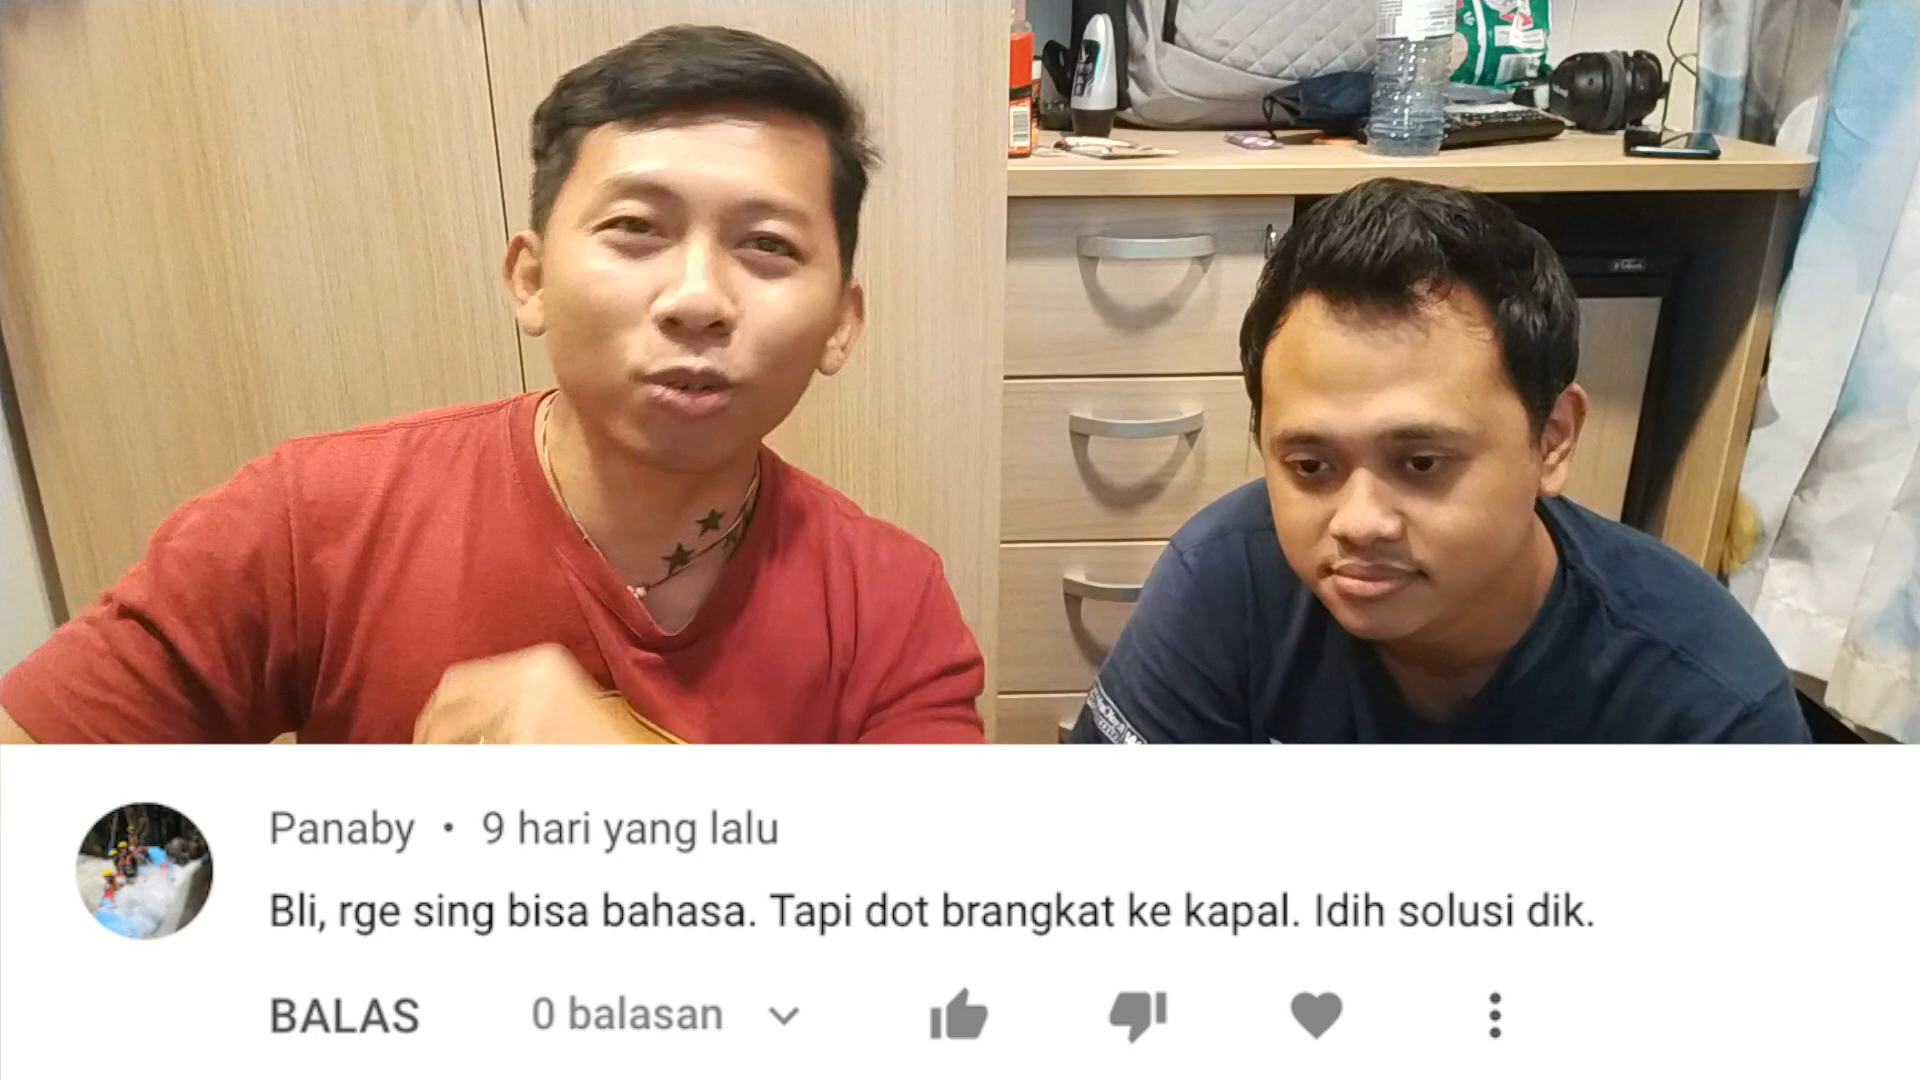 Panaby • 9 hari yang lalu
Bli, rge sing bisa bahasa. Tapi dot brangkat ke kapal. Idih solusi dik.
BALAS 0 balasan